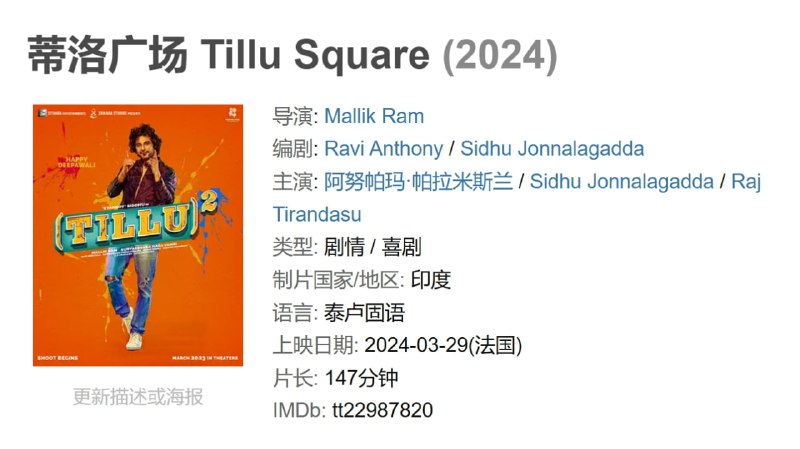 蒂洛广场 Tillu Square (2024)
HAPPY
DEEPAWALI
TILLU²
SHOOT BEGINS
MARCH 2023 IN THEATERS
更新描述或海报
导演: Mallik Ram
编剧: Ravi Anthony / Sidhu Jonnalagadda
主演: 阿努帕玛·帕拉米斯兰 / Sidhu Jonnalagadda / Raj
Tirandasu
类型: 剧情 / 喜剧
制片国家/地区: 印度
语言: 泰卢固语
上映日期: 2024-03-29(法国)
片长: 147分钟
IMDb: tt22987820